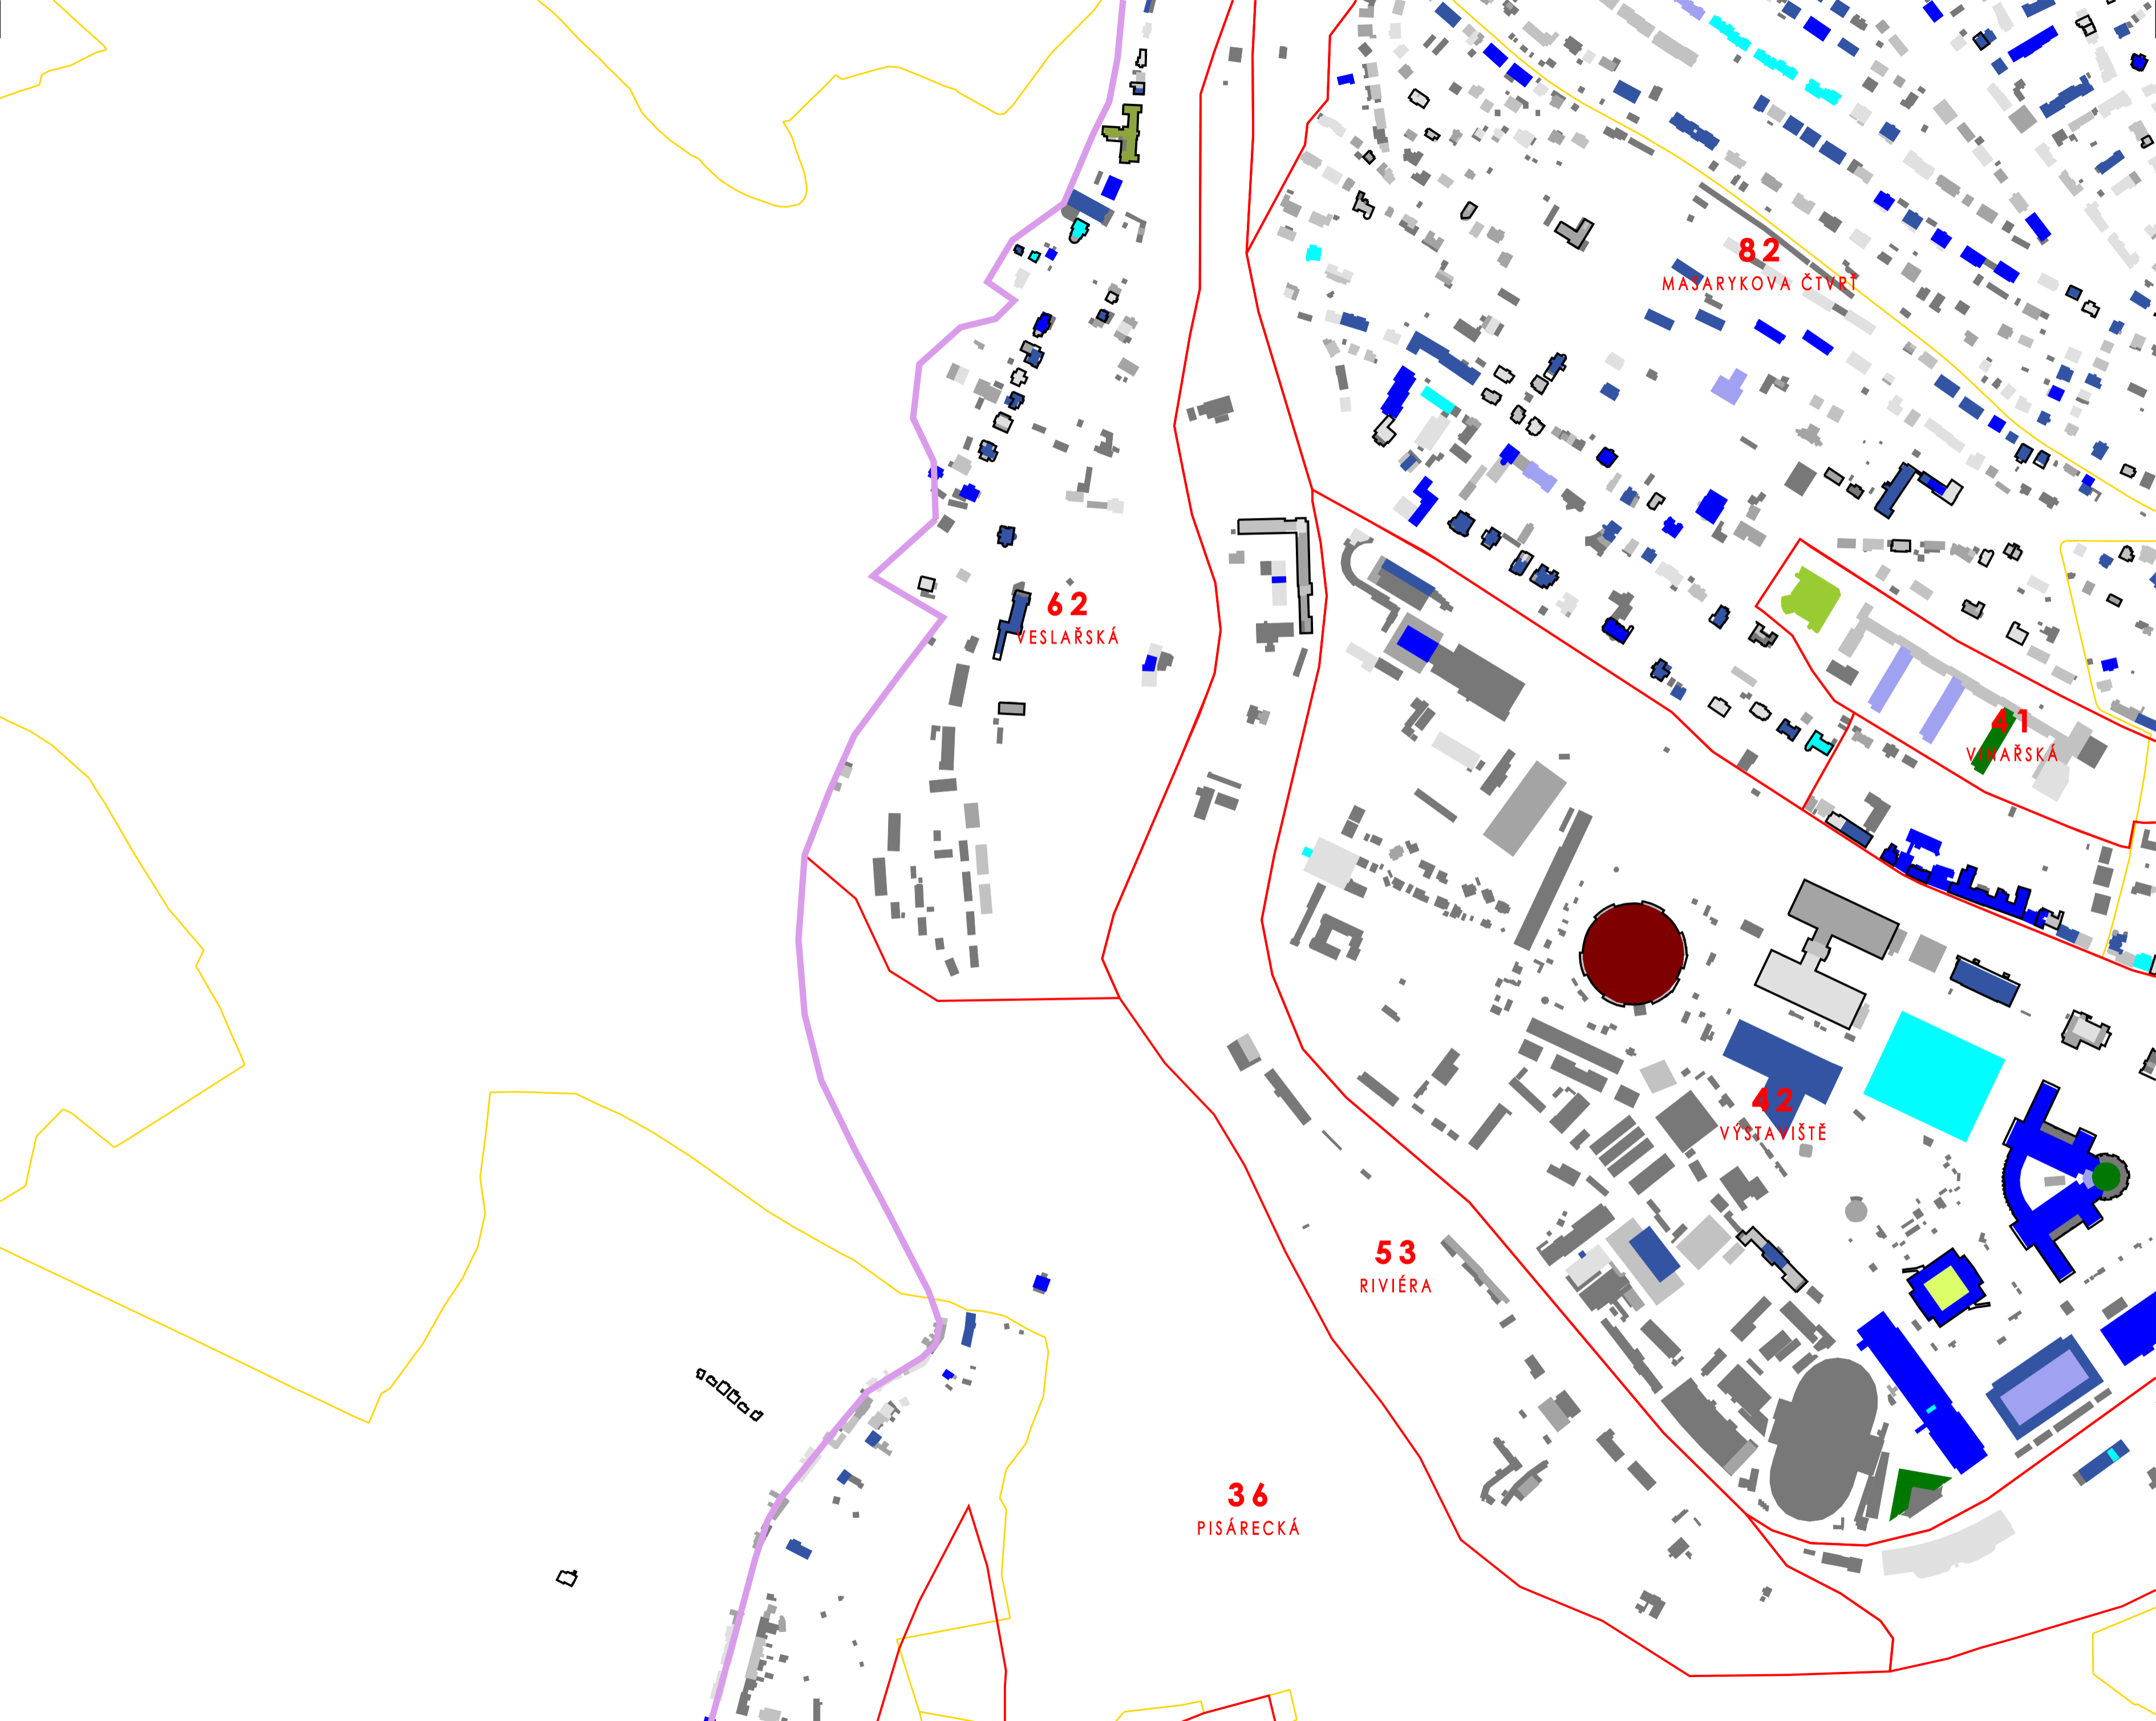 82
MASARYKOVA ČTVRŤ
62
VESLAŘSKÁ
41
VINAŘSKÁ
42
VÝSTAVIŠTĚ
53
RIVIÉRA
36
PISÁRECKÁ